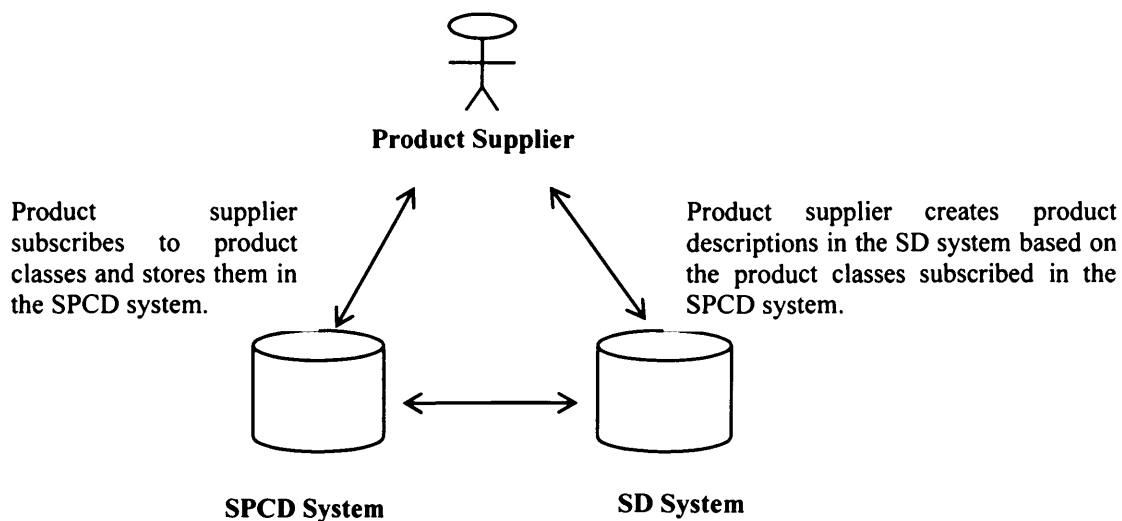 Product Supplier
Product supplier
subscribes to product
classes and stores them in
the SPCD system.
Product supplier creates product
descriptions in the SD system based on
the product classes subscribed in the
SPCD system.
SPCD System
SD System